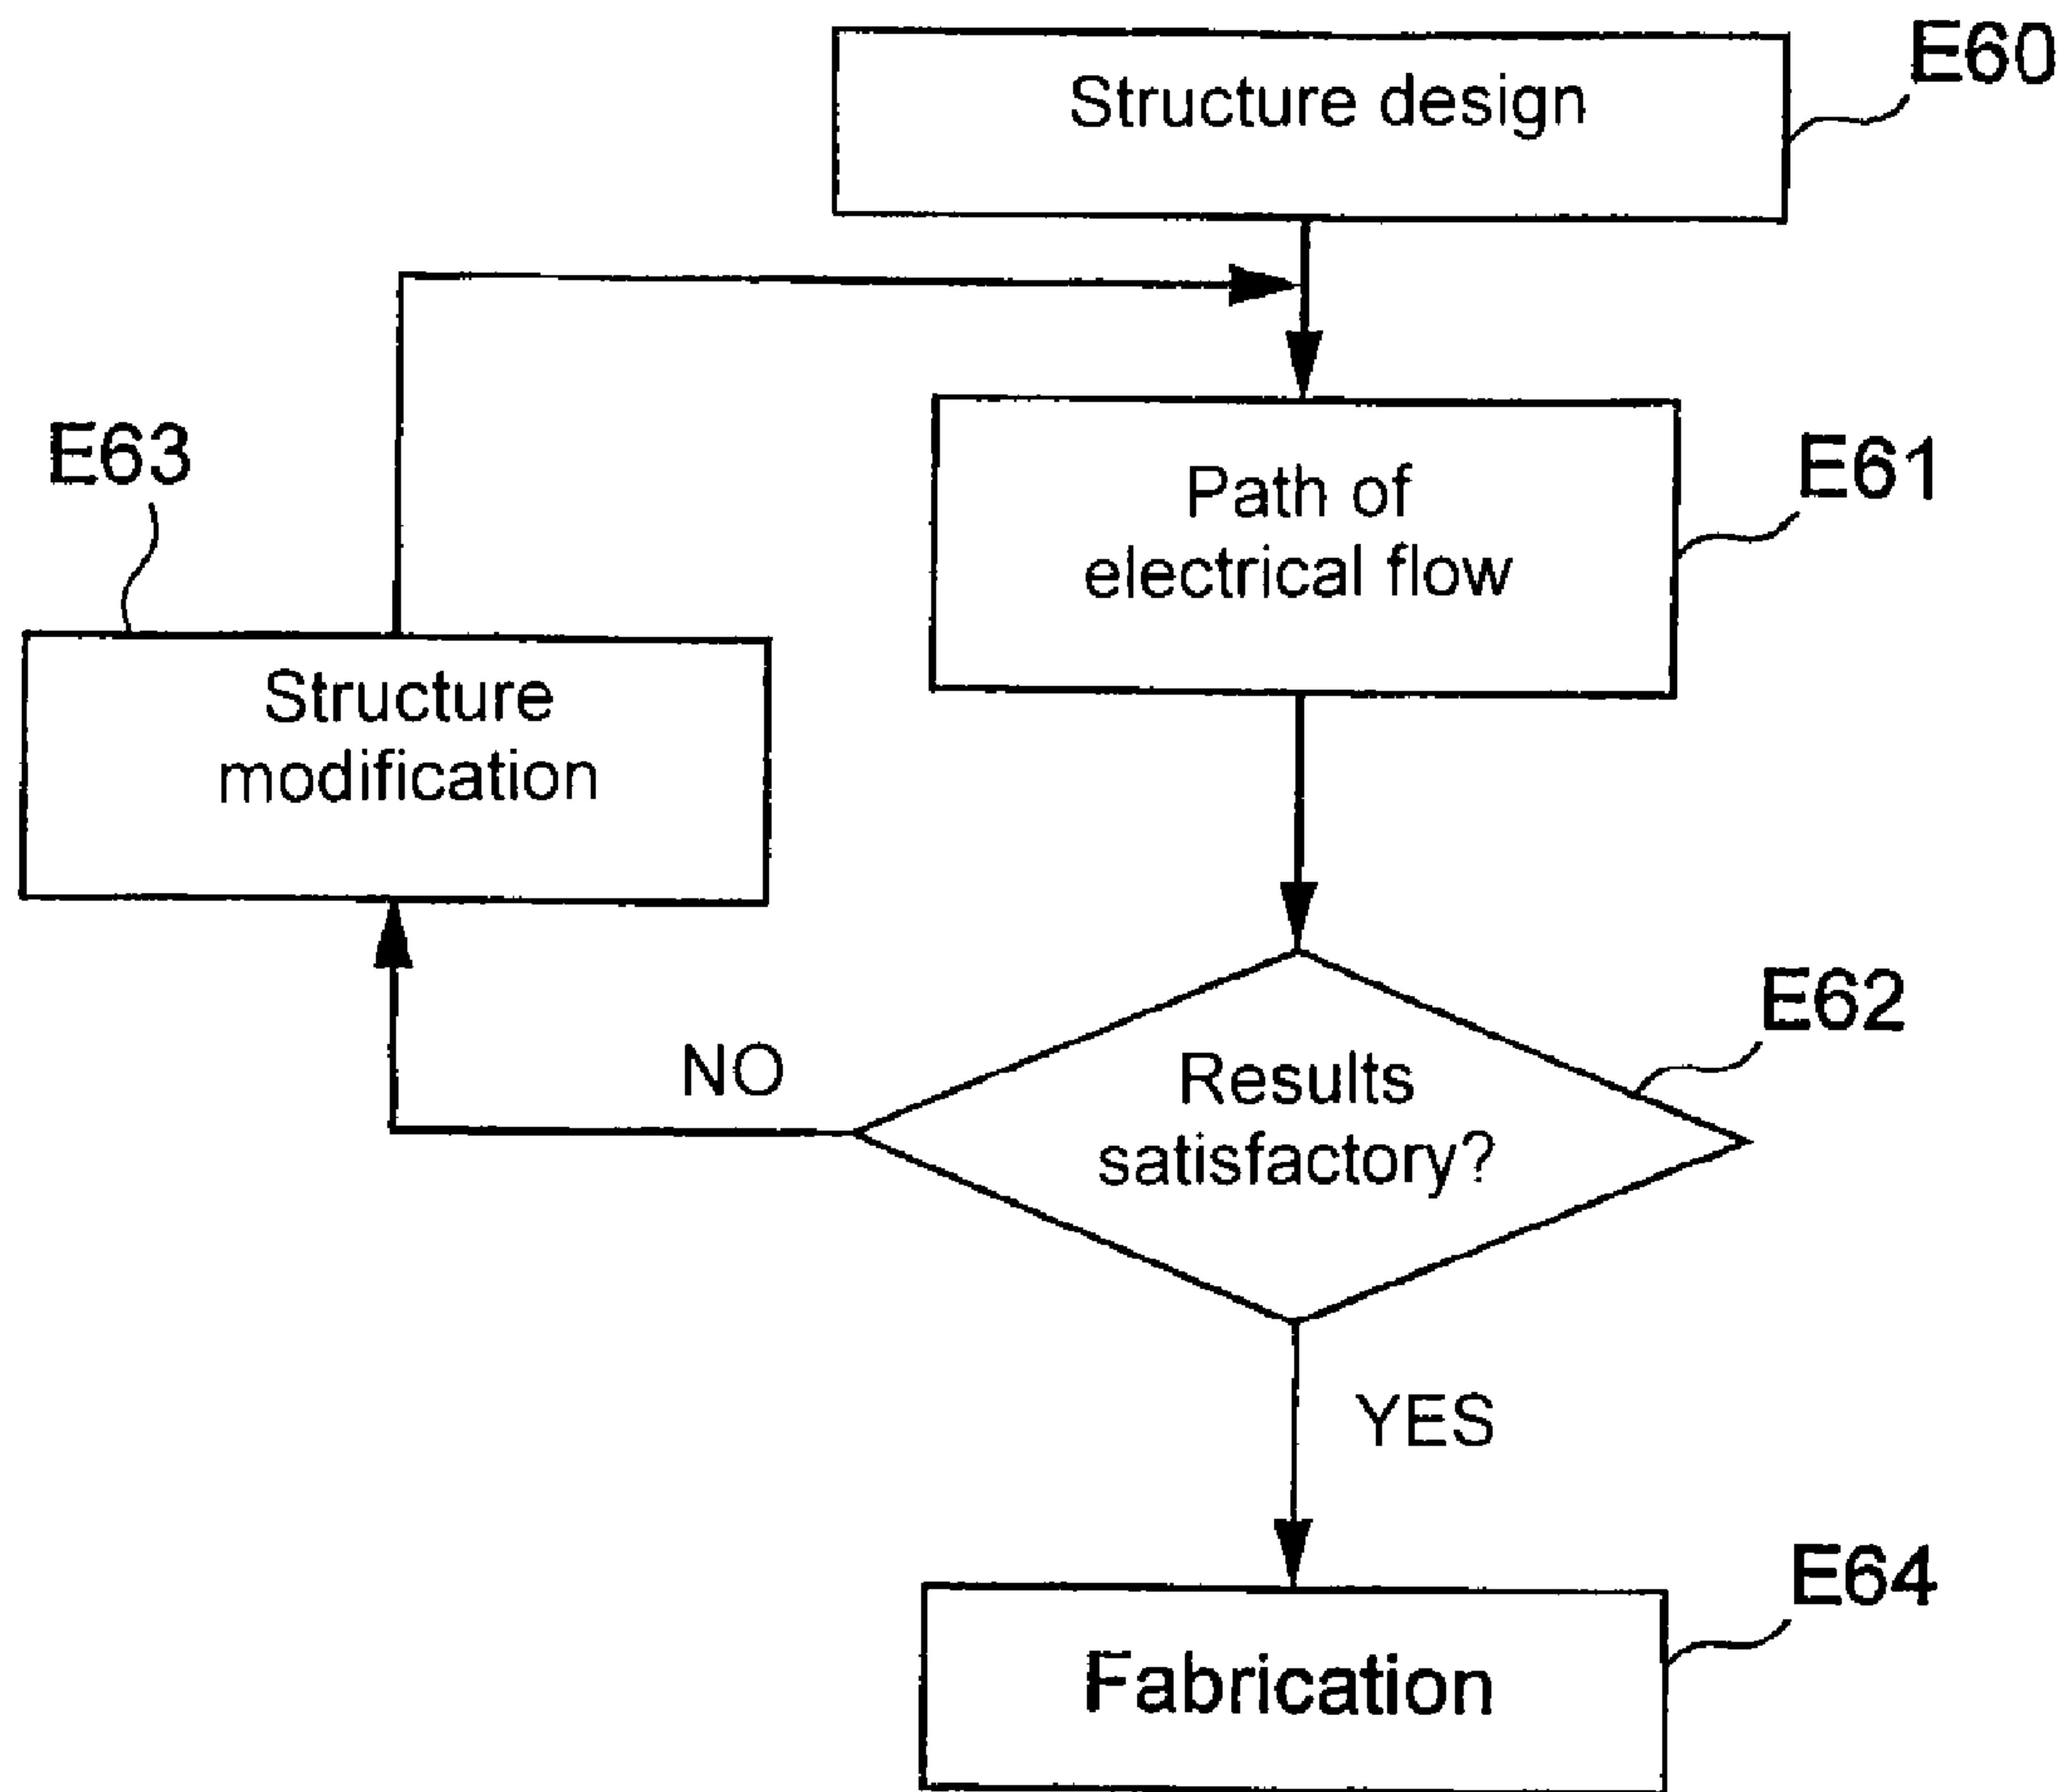 E60
Structure design
E61
Path of
electrical flow
E63
Structure
modification
E62
Results
satisfactory?
NO
YES
E64
Fabrication